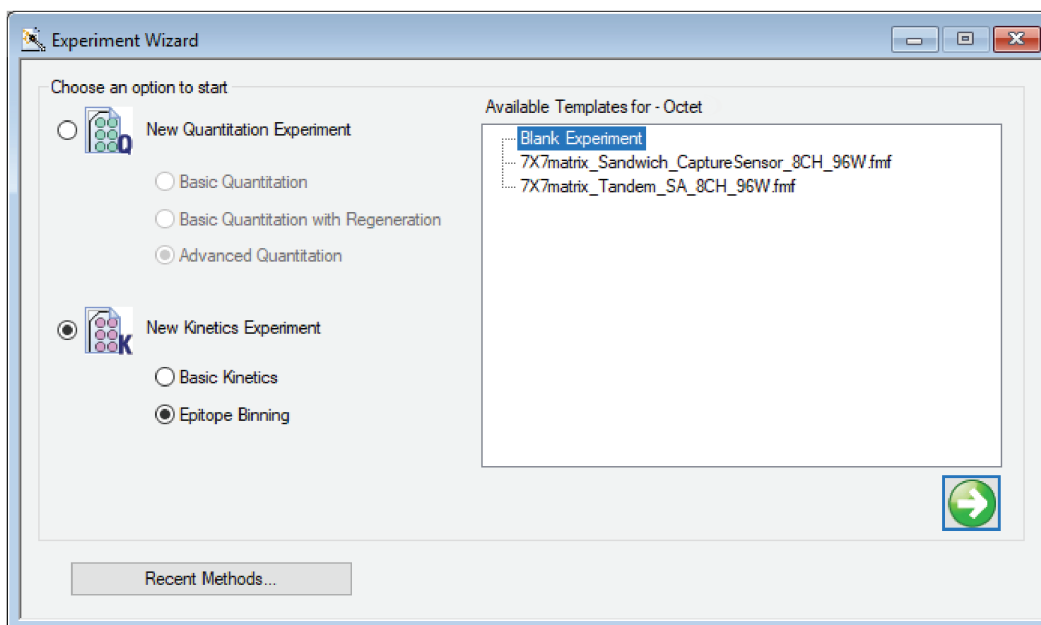 Experiment Wizard
Choose an option to start
Q
New Quantitation Experiment
Basic Quantitation
Basic Quantitation with Regeneration
Advanced Quantitation
K
New Kinetics Experiment
Basic Kinetics
Epitope Binning
Available Templates for - Octet
Blank Experiment
7X7matrix_Sandwich_CaptureSensor_8CH_96W.fmf
7X7matrix_Tandem_SA_8CH_96W.fmf
Recent Methods...